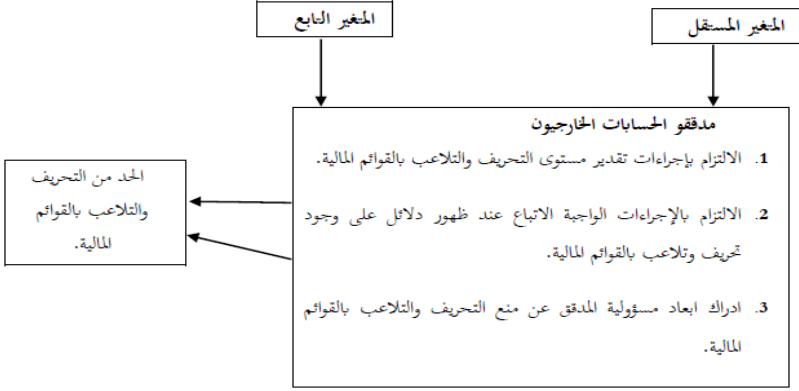 المتغير المستقل
المتغير التابع
مدققو الحسابات الخارجيون
1. الالتزام بإجراءات تقدير مستوى التحريف والتلاعب بالقوائم المالية.
2. الالتزام بالإجراءات الواجبة الاتباع عند ظهور دلائل على وجود
تحريف وتلاعب بالقوائم المالية.
3. ادراك ابعاد مسؤولية المدقق عن منع التحريف والتلاعب بالقوائم
المالية.
الحد من التحريف
والتلاعب بالقوائم
المالية.